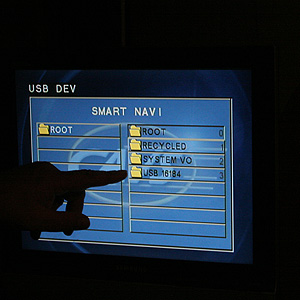 USB DEV
SMART NAVI
ROOT
ROOT 0
RECYCLED 1
SYSTEM VO 2
USB 16184 3